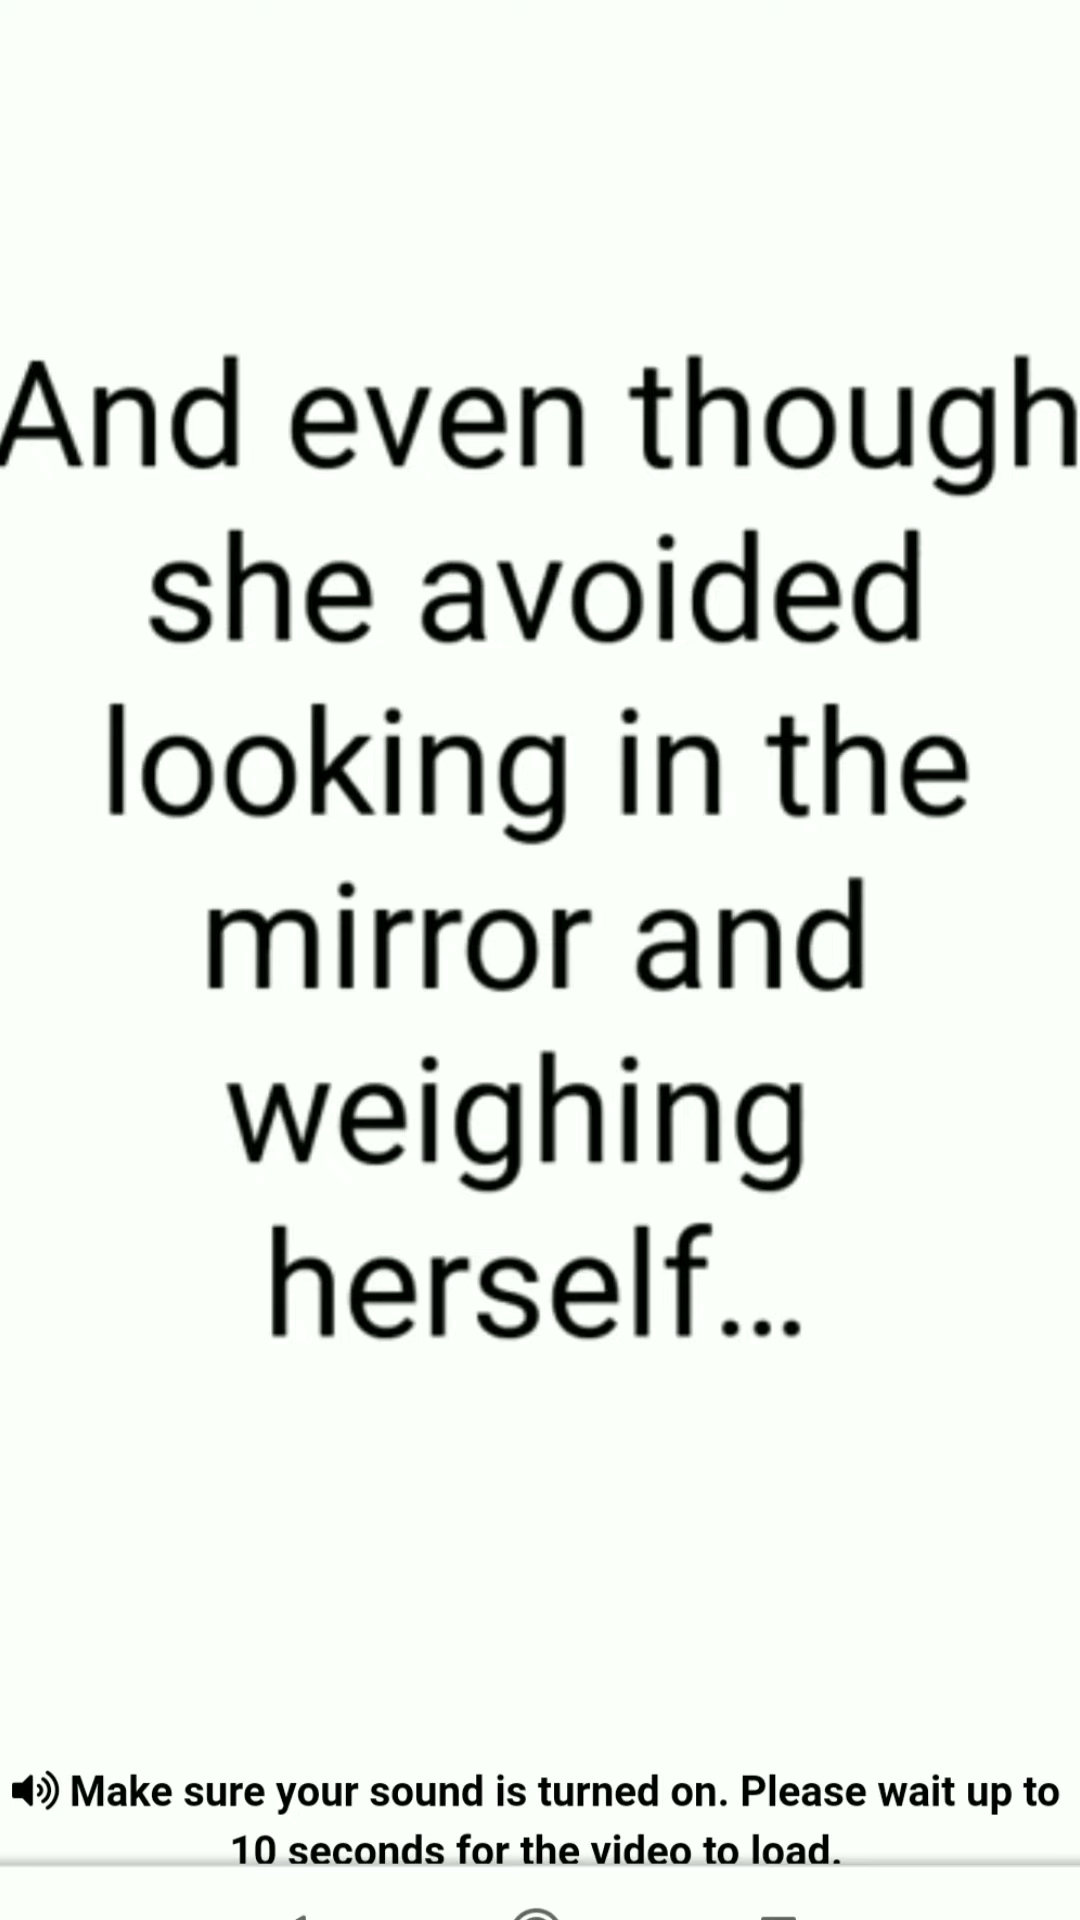 And even though
she avoided
looking in the
mirror and
weighing
herself...
Make sure your sound is turned on. Please wait up to
10 seconds for the video to load.